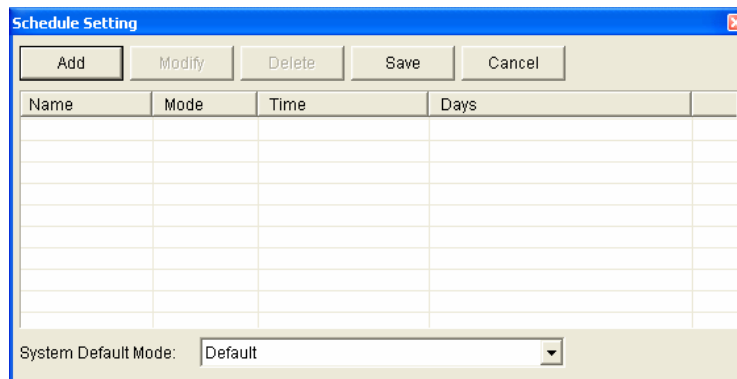 Schedule Setting
Add Modify Delete Save Cancel
Name Mode Time Days
System Default Mode: Default